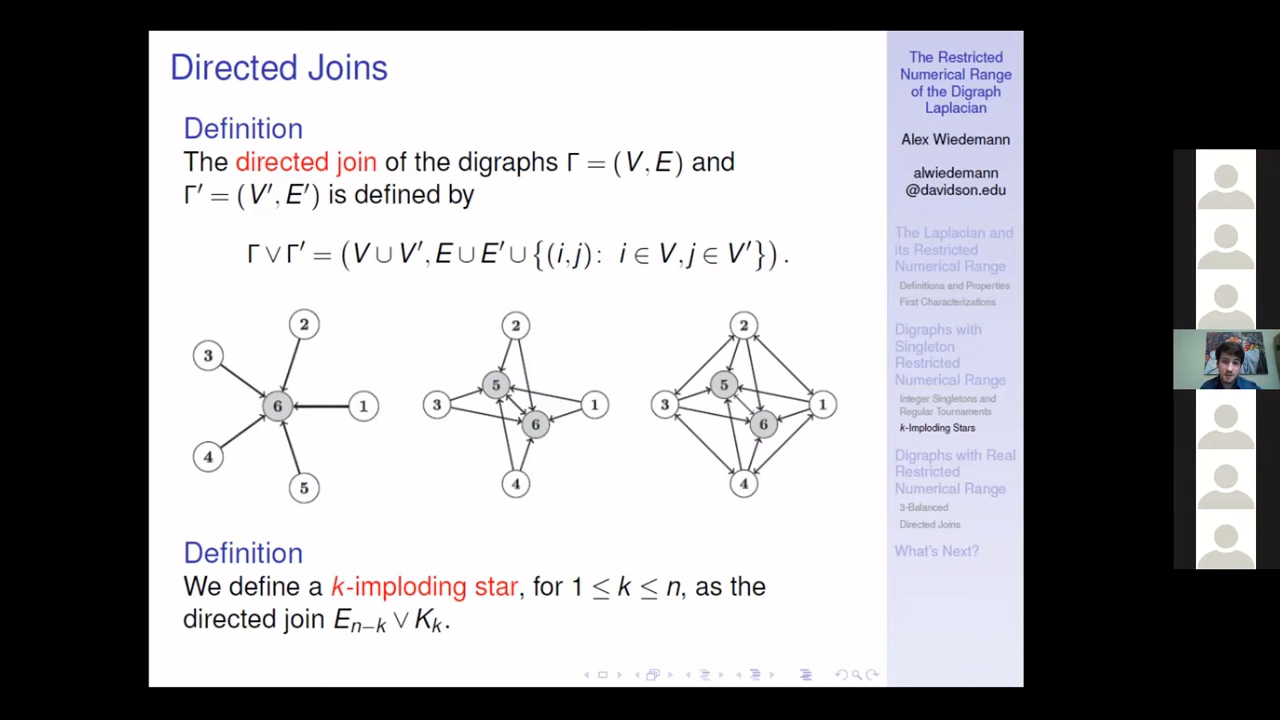 Directed Joins
Definition
The directed join of the digraphs Γ = (V, E) and
Γ′ = (V′, E′) is defined by
Γ ∨ Γ′ = (V ∪ V′, E ∪ E′ ∪ {(i,j): i ∈ V, j ∈ V′}).
2
3
6
1
4
5
2
5
3
1
6
4
2
5
3
1
6
4
Definition
We define a k-imploding star, for 1 ≤ k ≤ n, as the
directed join Eₙ₋ₖ ∨ Kₖ.
The Restricted
Numerical Range
of the Digraph
Laplacian
Alex Wiedemann
alwiedemann
@davidson.edu
The Laplacian and
its Restricted
Numerical Range
Definitions and Properties
First Characterizations
Digraphs with
Singleton
Restricted
Numerical Range
Integer Singletons and
Regular Tournaments
k-Imploding Stars
Digraphs with Real
Restricted
Numerical Range
3-Balanced
Directed Joins
What's Next?